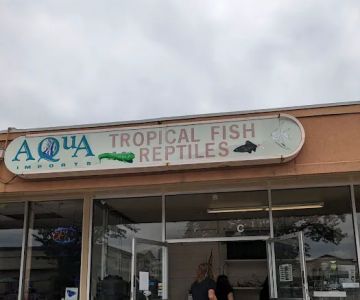 AQUA
IMPORTS
TROPICAL FISH
REPTILES
C